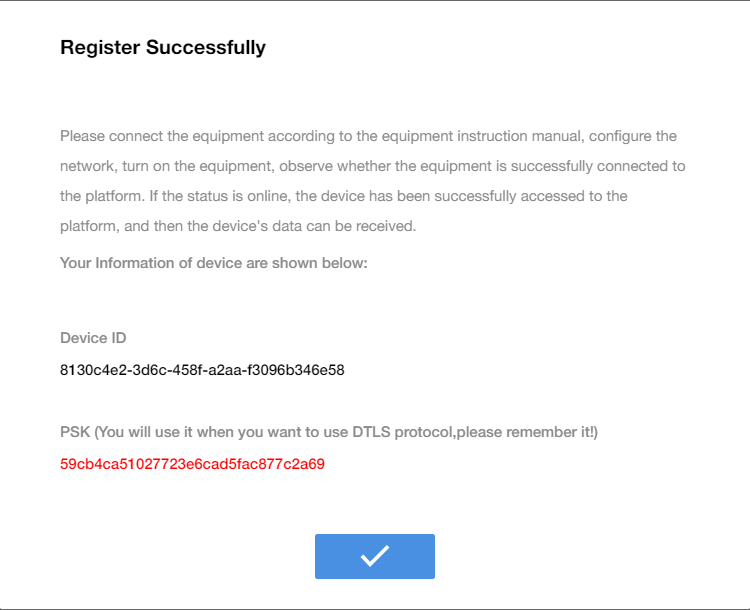 Register Successfully
Please connect the equipment according to the equipment instruction manual, configure the
network, turn on the equipment, observe whether the equipment is successfully connected to
the platform. If the status is online, the device has been successfully accessed to the
platform, and then the device's data can be received.
Your Information of device are shown below:
Device ID
8130c4e2-3d6c-458f-a2aa-f3096b346e58
PSK (You will use it when you want to use DTLS protocol,please remember it!)
59cb4ca51027723e6cad5fac877c2a69